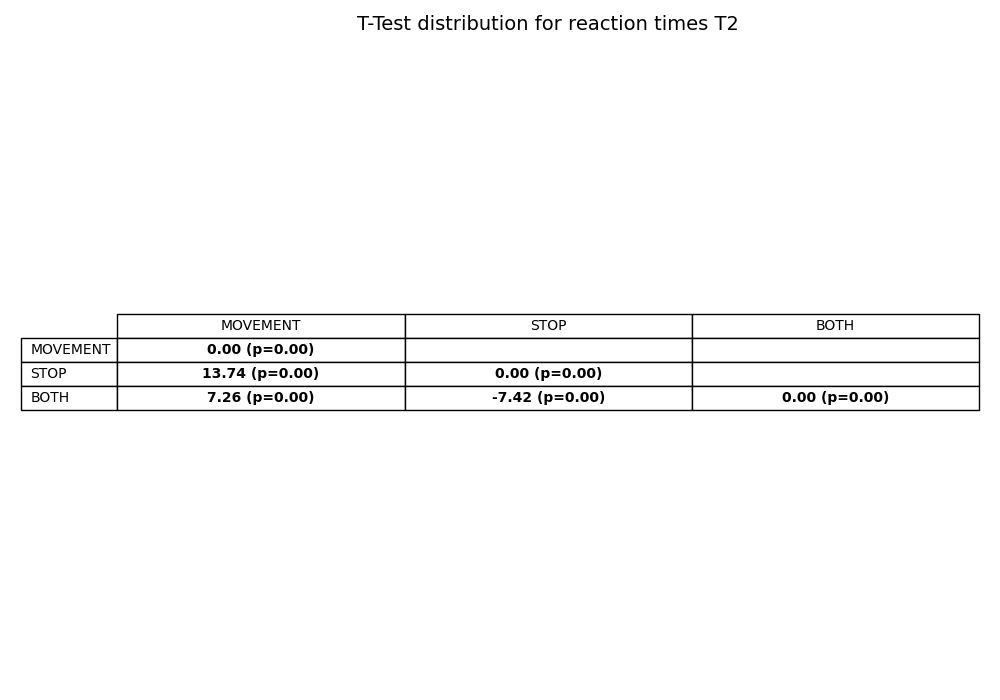 T-Test distribution for reaction times T2
MOVEMENT STOP BOTH
MOVEMENT 0.00 (p=0.00)
STOP 13.74 (p=0.00) 0.00 (p=0.00)
BOTH 7.26 (p=0.00) -7.42 (p=0.00) 0.00 (p=0.00)